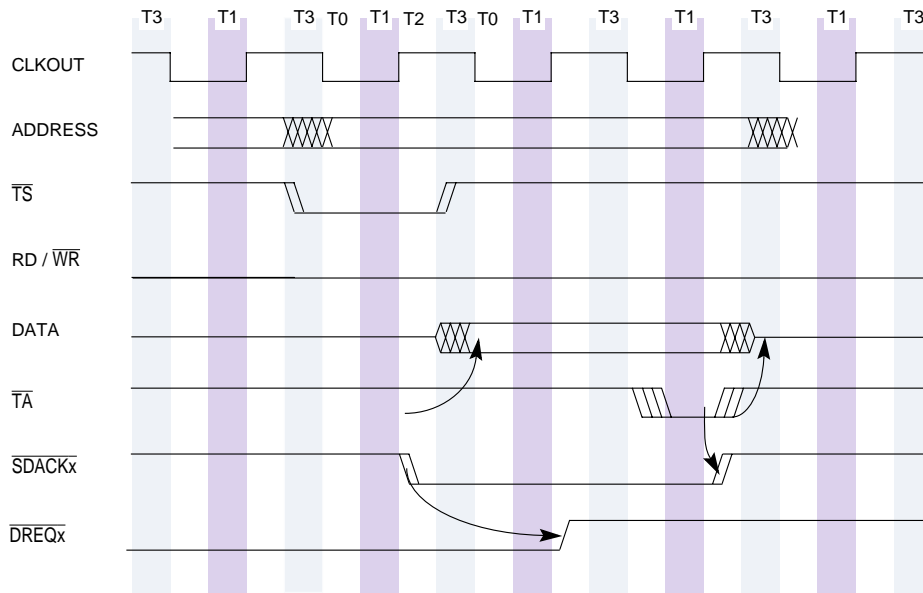 T3 T1 T3 T0 T1 T2 T3 T0 T1 T3 T1 T3 T1 T3
CLKOUT
ADDRESS
TS
RD / WR
DATA
TA
SDACKx
DREQx